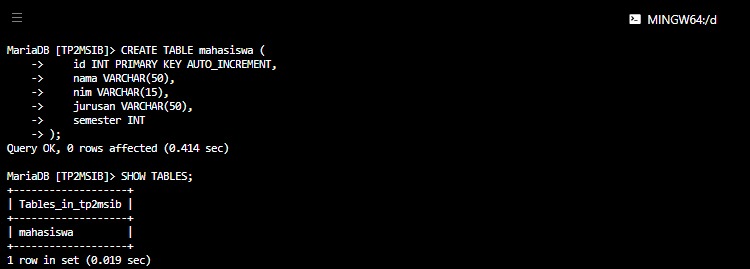 MINGW64:/d
MariaDB [TP2MSIB]> CREATE TABLE mahasiswa (
    ->     id INT PRIMARY KEY AUTO_INCREMENT,
    ->     nama VARCHAR(50),
    ->     nim VARCHAR(15),
    ->     jurusan VARCHAR(50),
    ->     semester INT
    -> );
Query OK, 0 rows affected (0.414 sec)
MariaDB [TP2MSIB]> SHOW TABLES;
+-------------------+
| Tables_in_tp2msib |
+-------------------+
| mahasiswa         |
+-------------------+
1 row in set (0.019 sec)